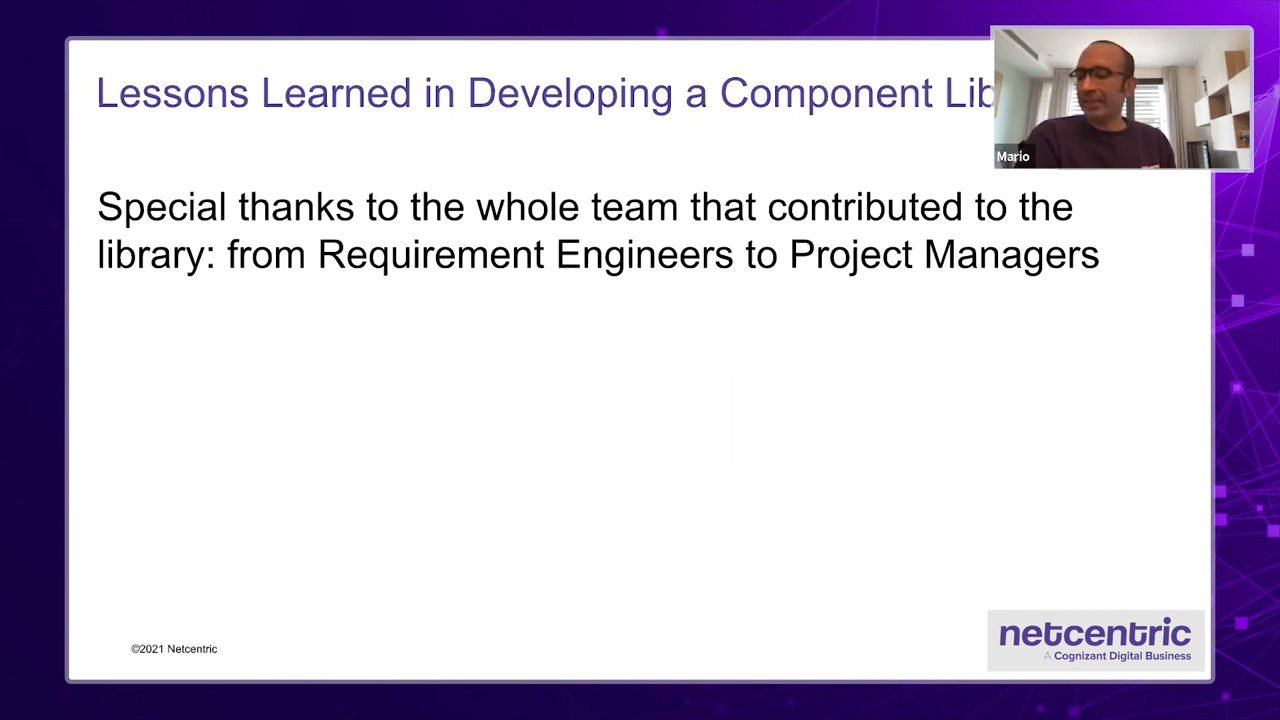 Lessons Learned in Developing a Component Lib
Mario
Special thanks to the whole team that contributed to the
library: from Requirement Engineers to Project Managers
©2021 Netcentric
netcentric
A Cognizant Digital Business